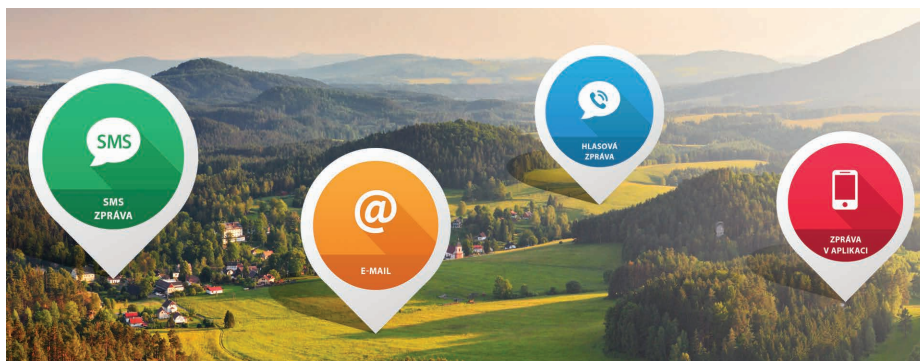 SMS
SMS
ZPRÁVA
@
E-MAIL
HLASOVÁ
ZPRÁVA
ZPRÁVA
V APLIKACI